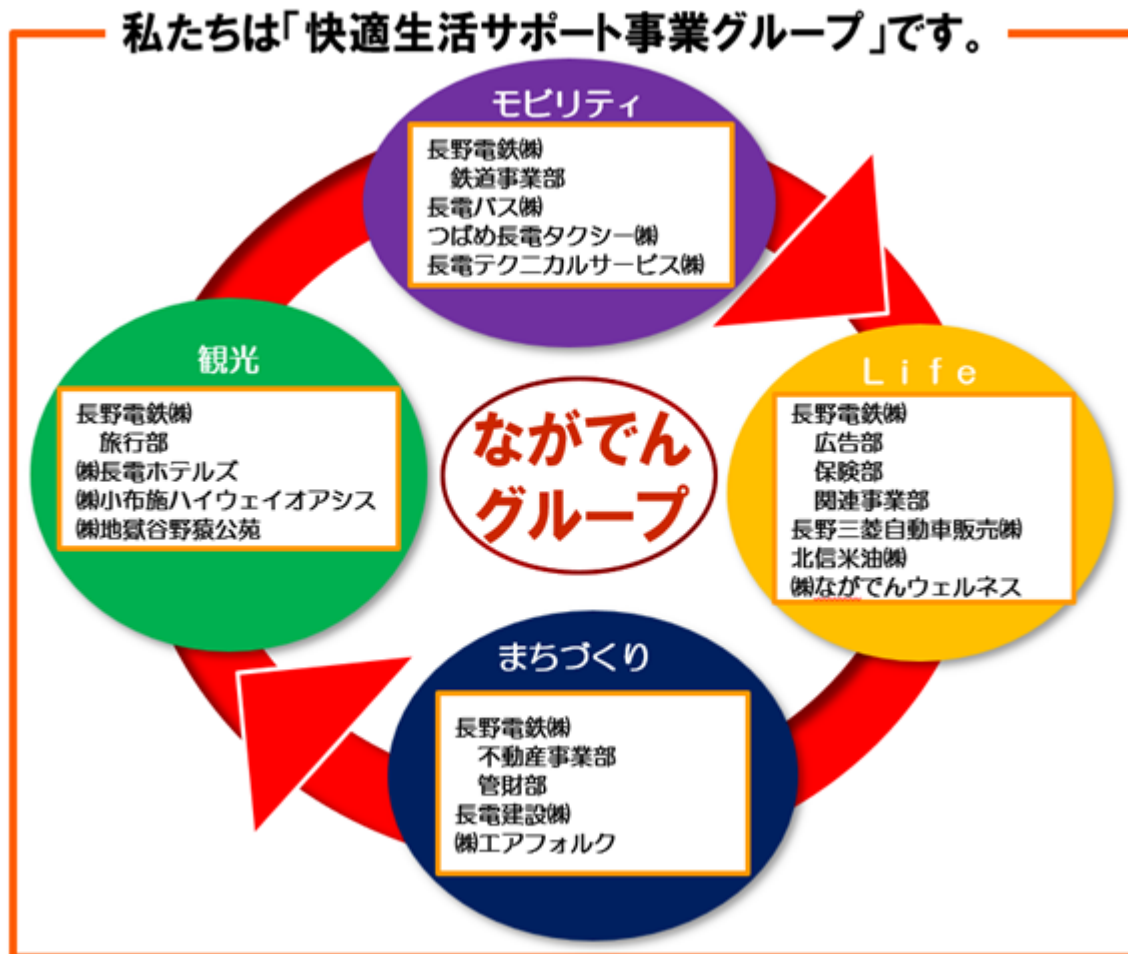 私たちは「快適生活サポート事業グループ」です。
モビリティ
長野電鉄㈱
鉄道事業部
長電バス㈱
つばめ長電タクシー㈱
長電テクニカルサービス㈱
観光
長野電鉄㈱
旅行部
㈱長電ホテルズ
㈱小布施ハイウェイオアシス
㈱地獄谷野猿公苑
ながでん
グループ
Life
長野電鉄㈱
広告部
保険部
関連事業部
長野三菱自動車販売㈱
北信米油㈱
㈱ながでんウェルネス
まちづくり
長野電鉄㈱
不動産事業部
管財部
長電建設㈱
㈱エアフォルク